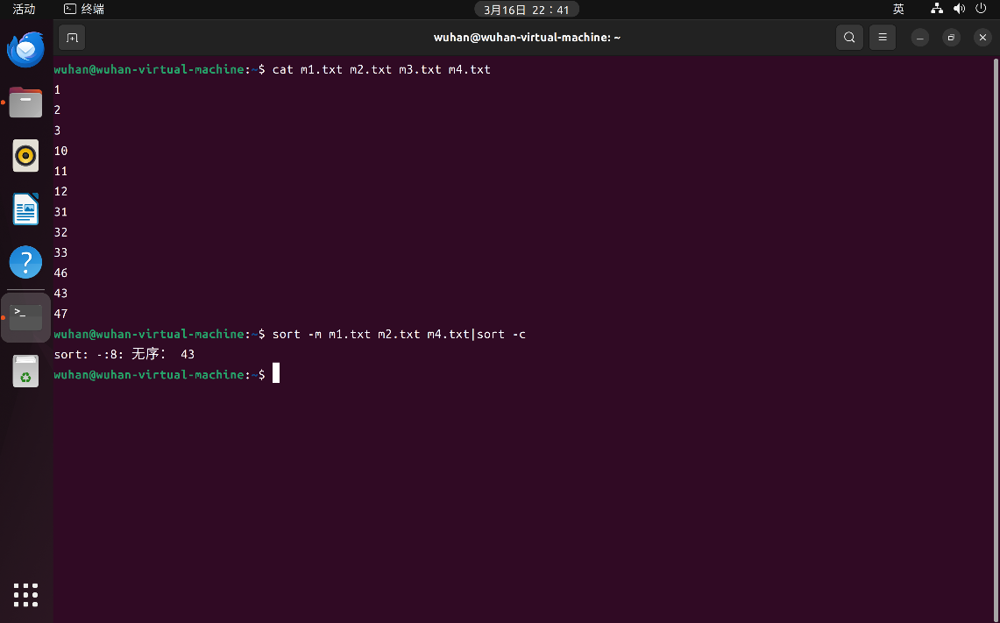 活动 终端 3月16日 22：41 英
wuhan@wuhan-virtual-machine: ~
wuhan@wuhan-virtual-machine:~$ cat m1.txt m2.txt m3.txt m4.txt
1
2
3
10
11
12
31
32
33
46
43
47
wuhan@wuhan-virtual-machine:~$ sort -m m1.txt m2.txt m4.txt|sort -c
sort: -:8: 无序： 43
wuhan@wuhan-virtual-machine:~$